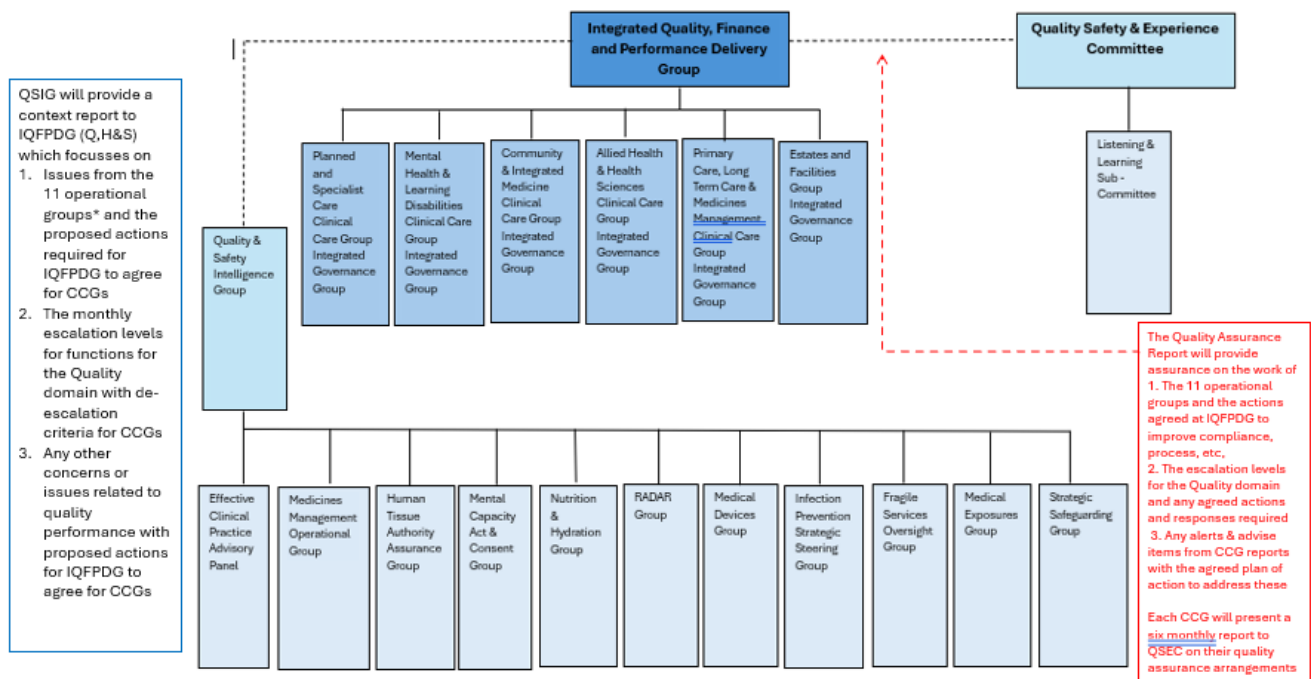 Integrated Quality, Finance
and Performance Delivery
Group
Quality Safety & Experience
Committee
QSIG will provide a
context report to
IQFPDG (Q,H&S)
which focusses on
1. Issues from the
11 operational
groups* and the
proposed actions
required for
IQFPDG to agree
for CCGs
2. The monthly
escalation levels
for functions for
the Quality
domain with de-
escalation
criteria for CCGs
3. Any other
concerns or
issues related to
quality
performance with
proposed actions
for IQFPDG to
agree for CCGs
Quality &
Safety
Intelligence
Group
Planned
and
Specialist
Care
Clinical
Care Group
Integrated
Governance
Group
Mental
Health &
Learning
Disabilities
Clinical Care
Group
Integrated
Governance
Group
Community
& Integrated
Medicine
Clinical
Care Group
Integrated
Governance
Group
Allied Health
& Health
Sciences
Clinical Care
Group
Integrated
Governance
Group
Primary
Care, Long
Term Care &
Medicines
Management
Clinical Care
Group
Integrated
Governance
Group
Estates and
Facilities
Group
Integrated
Governance
Group
Listening &
Learning
Sub -
Committee
Effective
Clinical
Practice
Advisory
Panel
Medicines
Management
Operational
Group
Human
Tissue
Authority
Assurance
Group
Mental
Capacity
Act &
Consent
Group
Nutrition
&
Hydration
Group
RADAR
Group
Medical
Devices
Group
Infection
Prevention
Strategic
Steering
Group
Fragile
Services
Oversight
Group
Medical
Exposures
Group
Strategic
Safeguarding
Group
The Quality Assurance
Report will provide
assurance on the work of
1. The 11 operational
groups and the actions
agreed at IQFPDG to
improve compliance,
process, etc,
2. The escalation levels
for the Quality domain
and any agreed actions
and responses required
3. Any alerts & advise
items from CCG reports
with the agreed plan of
action to address these
Each CCG will present a
six monthly report to
QSEC on their quality
assurance arrangements